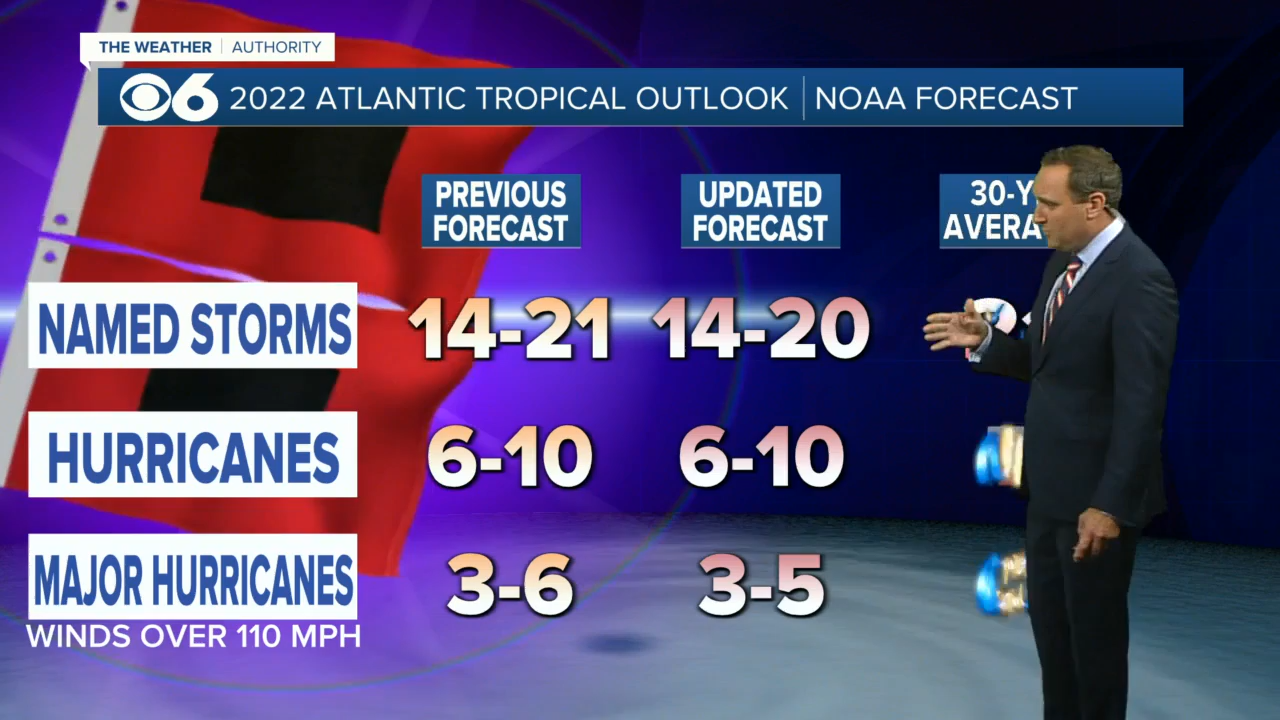 THE WEATHER | AUTHORITY
6 2022 ATLANTIC TROPICAL OUTLOOK | NOAA FORECAST
PREVIOUS FORECAST
UPDATED FORECAST
NAMED STORMS 14-21 14-20
HURRICANES 6-10 6-10
MAJOR HURRICANES 3-6 3-5
WINDS OVER 110 MPH